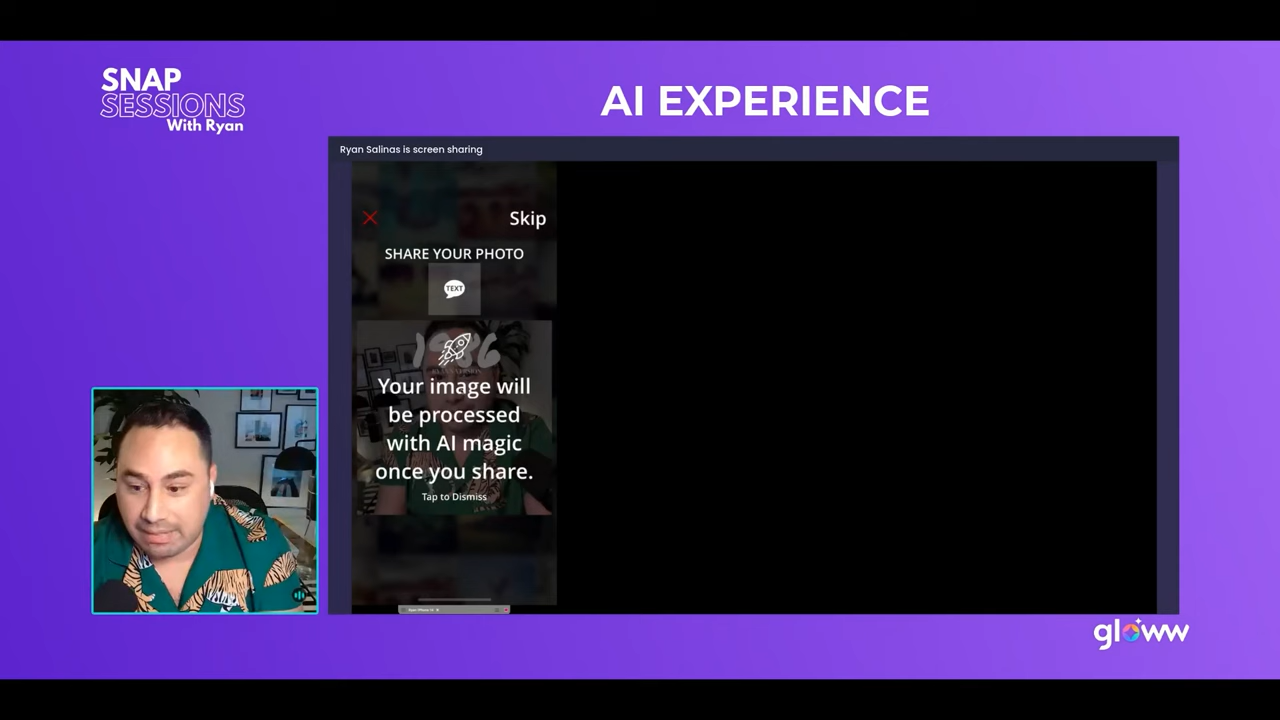 SNAP
SESSIONS
With Ryan
AI EXPERIENCE
Ryan Salinas is screen sharing
Skip
SHARE YOUR PHOTO
TEXT
1986
Your image will
be processed
with AI magic
once you share.
Tap to Dismiss
gloww